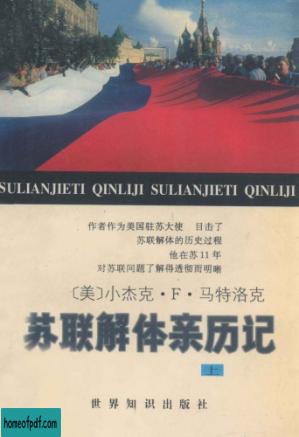 SULIANJIETI QINLIJI SULIANJIETI QINLIJI
作者作为美国驻苏大使 目击了
苏联解体的历史过程
他在苏11年
对苏联问题了解得透彻而明晰
〔美〕小杰克·F·马特洛克
苏联解体亲历记
上
世界知识出版社
homeofpdf.com